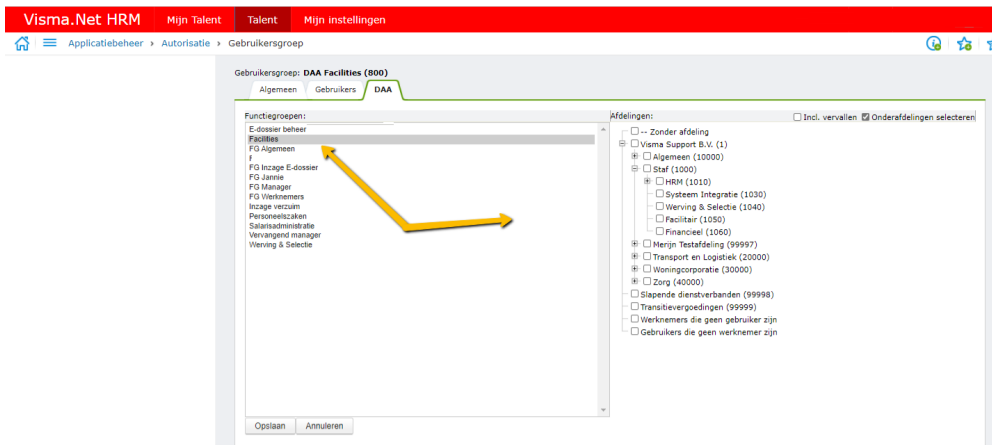 Visma.Net HRM Mijn Talent Talent Mijn instellingen
Applicatiebeheer › Autorisatie › Gebruikersgroep
Gebruikersgroep: DAA Facilities (800)
Algemeen Gebruikers DAA
Functiegroepen:
E-dossier beheer
Facilities
FG Algemeen
f
FG Inzage E-dossier
FG Jannie
FG Manager
FG Werknemers
Inzage verzuim
Personeelszaken
Salarisadministratie
Vervangend manager
Werving & Selectie
Opslaan Annuleren
Afdelingen: Incl. vervallen Onderafdelingen selecteren
-- Zonder afdeling
Visma Support B.V. (1)
Algemeen (10000)
Staf (1000)
HRM (1010)
Systeem Integratie (1030)
Werving & Selectie (1040)
Facilitair (1050)
Financieel (1060)
Merijn Testafdeling (99997)
Transport en Logistiek (20000)
Woningcorporatie (30000)
Zorg (40000)
Slapende dienstverbanden (99998)
Transitievergoedingen (99999)
Werknemers die geen gebruiker zijn
Gebruikers die geen werknemer zijn